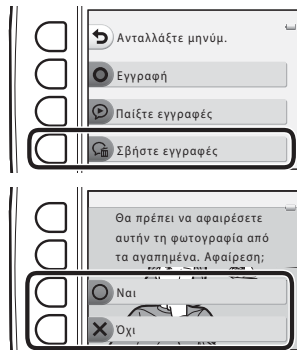 Ανταλλάξτε μηνύμ.
Εγγραφή
Παίξτε εγγραφές
Σβήστε εγγραφές
Θα πρέπει να αφαιρέσετε
αυτήν τη φωτογραφία από
τα αγαπημένα. Αφαίρεση;
Ναι
Όχι